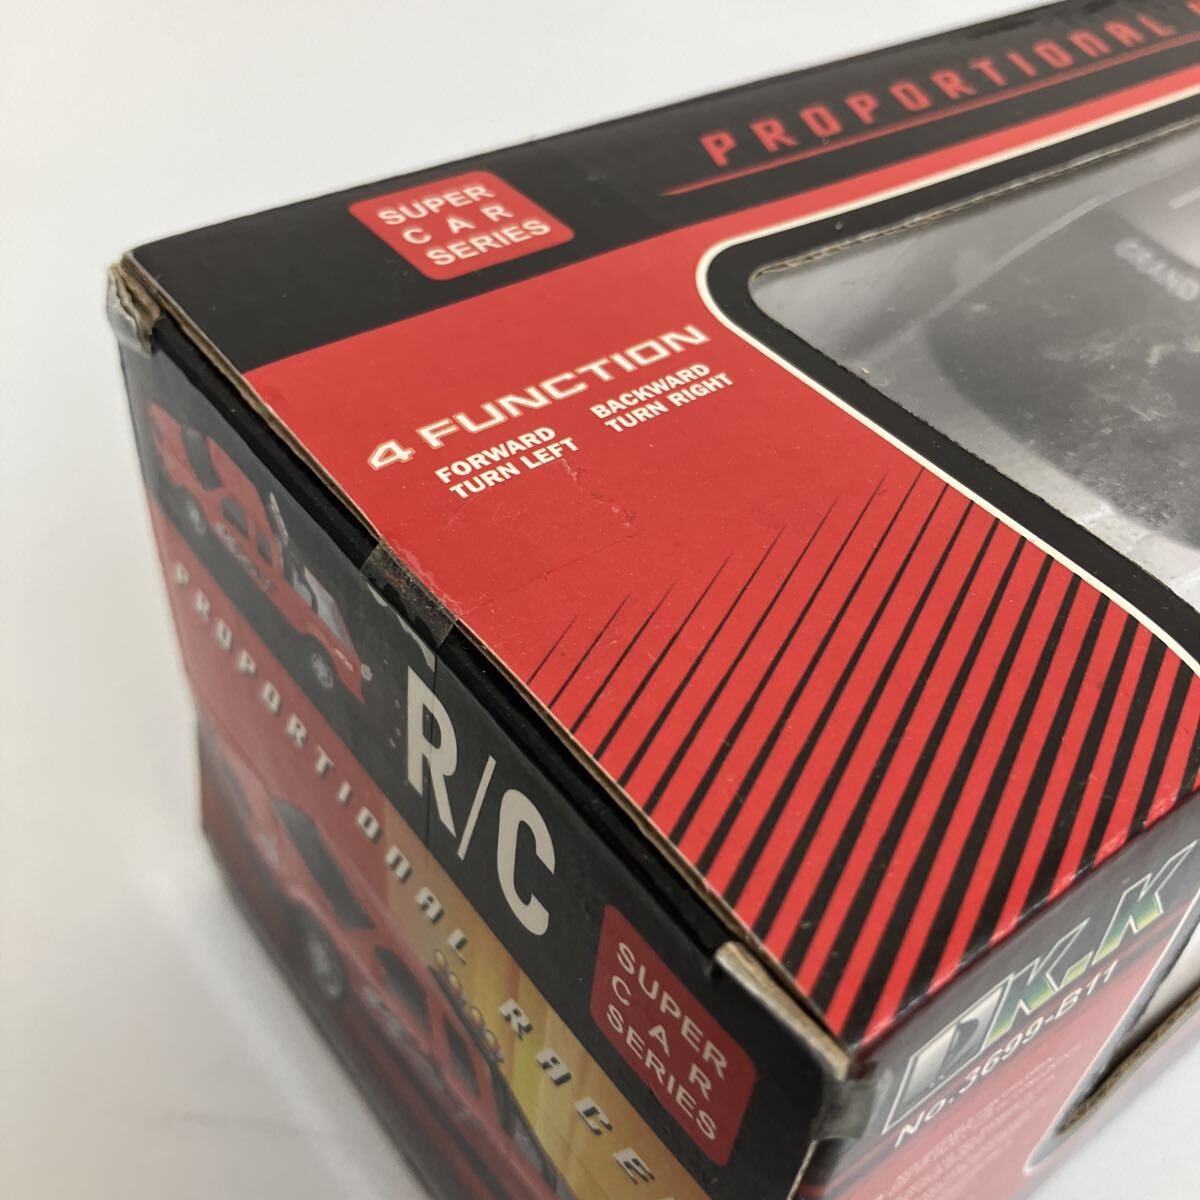 PROPORTIONAL
SUPER
CAR
SERIES
4 FUNCTION
FORWARD
TURN LEFT
BACKWARD
TURN RIGHT
R/C
PROPORTIONAL RACE
SUPER
CAR
SERIES
K.K
No.3699-B11